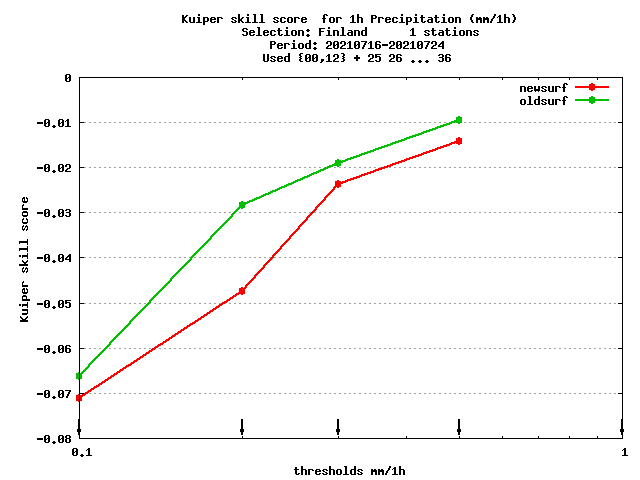 Kuiper skill score  for 1h Precipitation (mm/1h)
Selection: Finland      1 stations
Period: 20210716-20210724
Used {00,12} + 25 26 ... 36
newsurf
oldsurf
0
-0.01
-0.02
-0.03
-0.04
-0.05
-0.06
-0.07
-0.08
Kuiper skill score
0.1
1
thresholds mm/1h